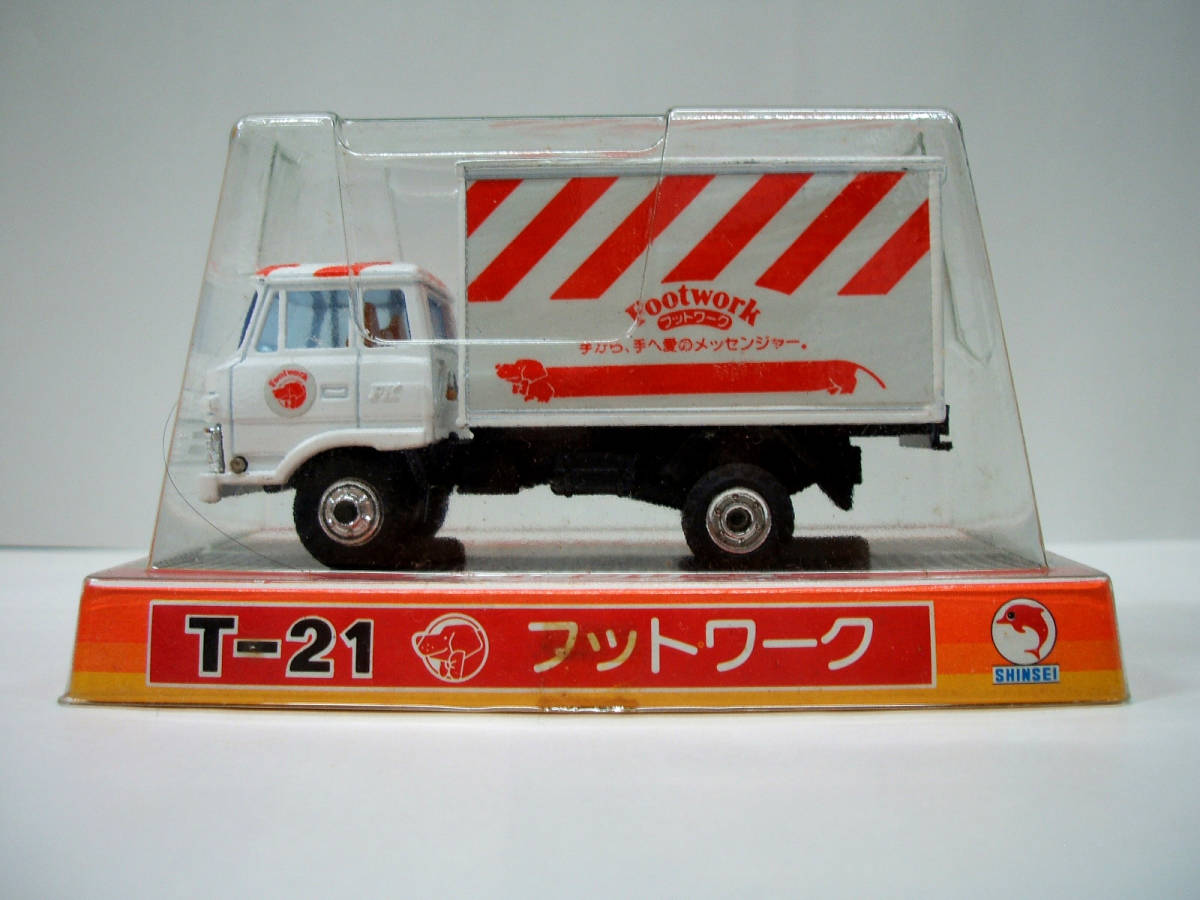 Footwork
フットワーク
手から、手へ愛のメッセンジャー。
Footwork
T-21 フットワーク
SHINSEI